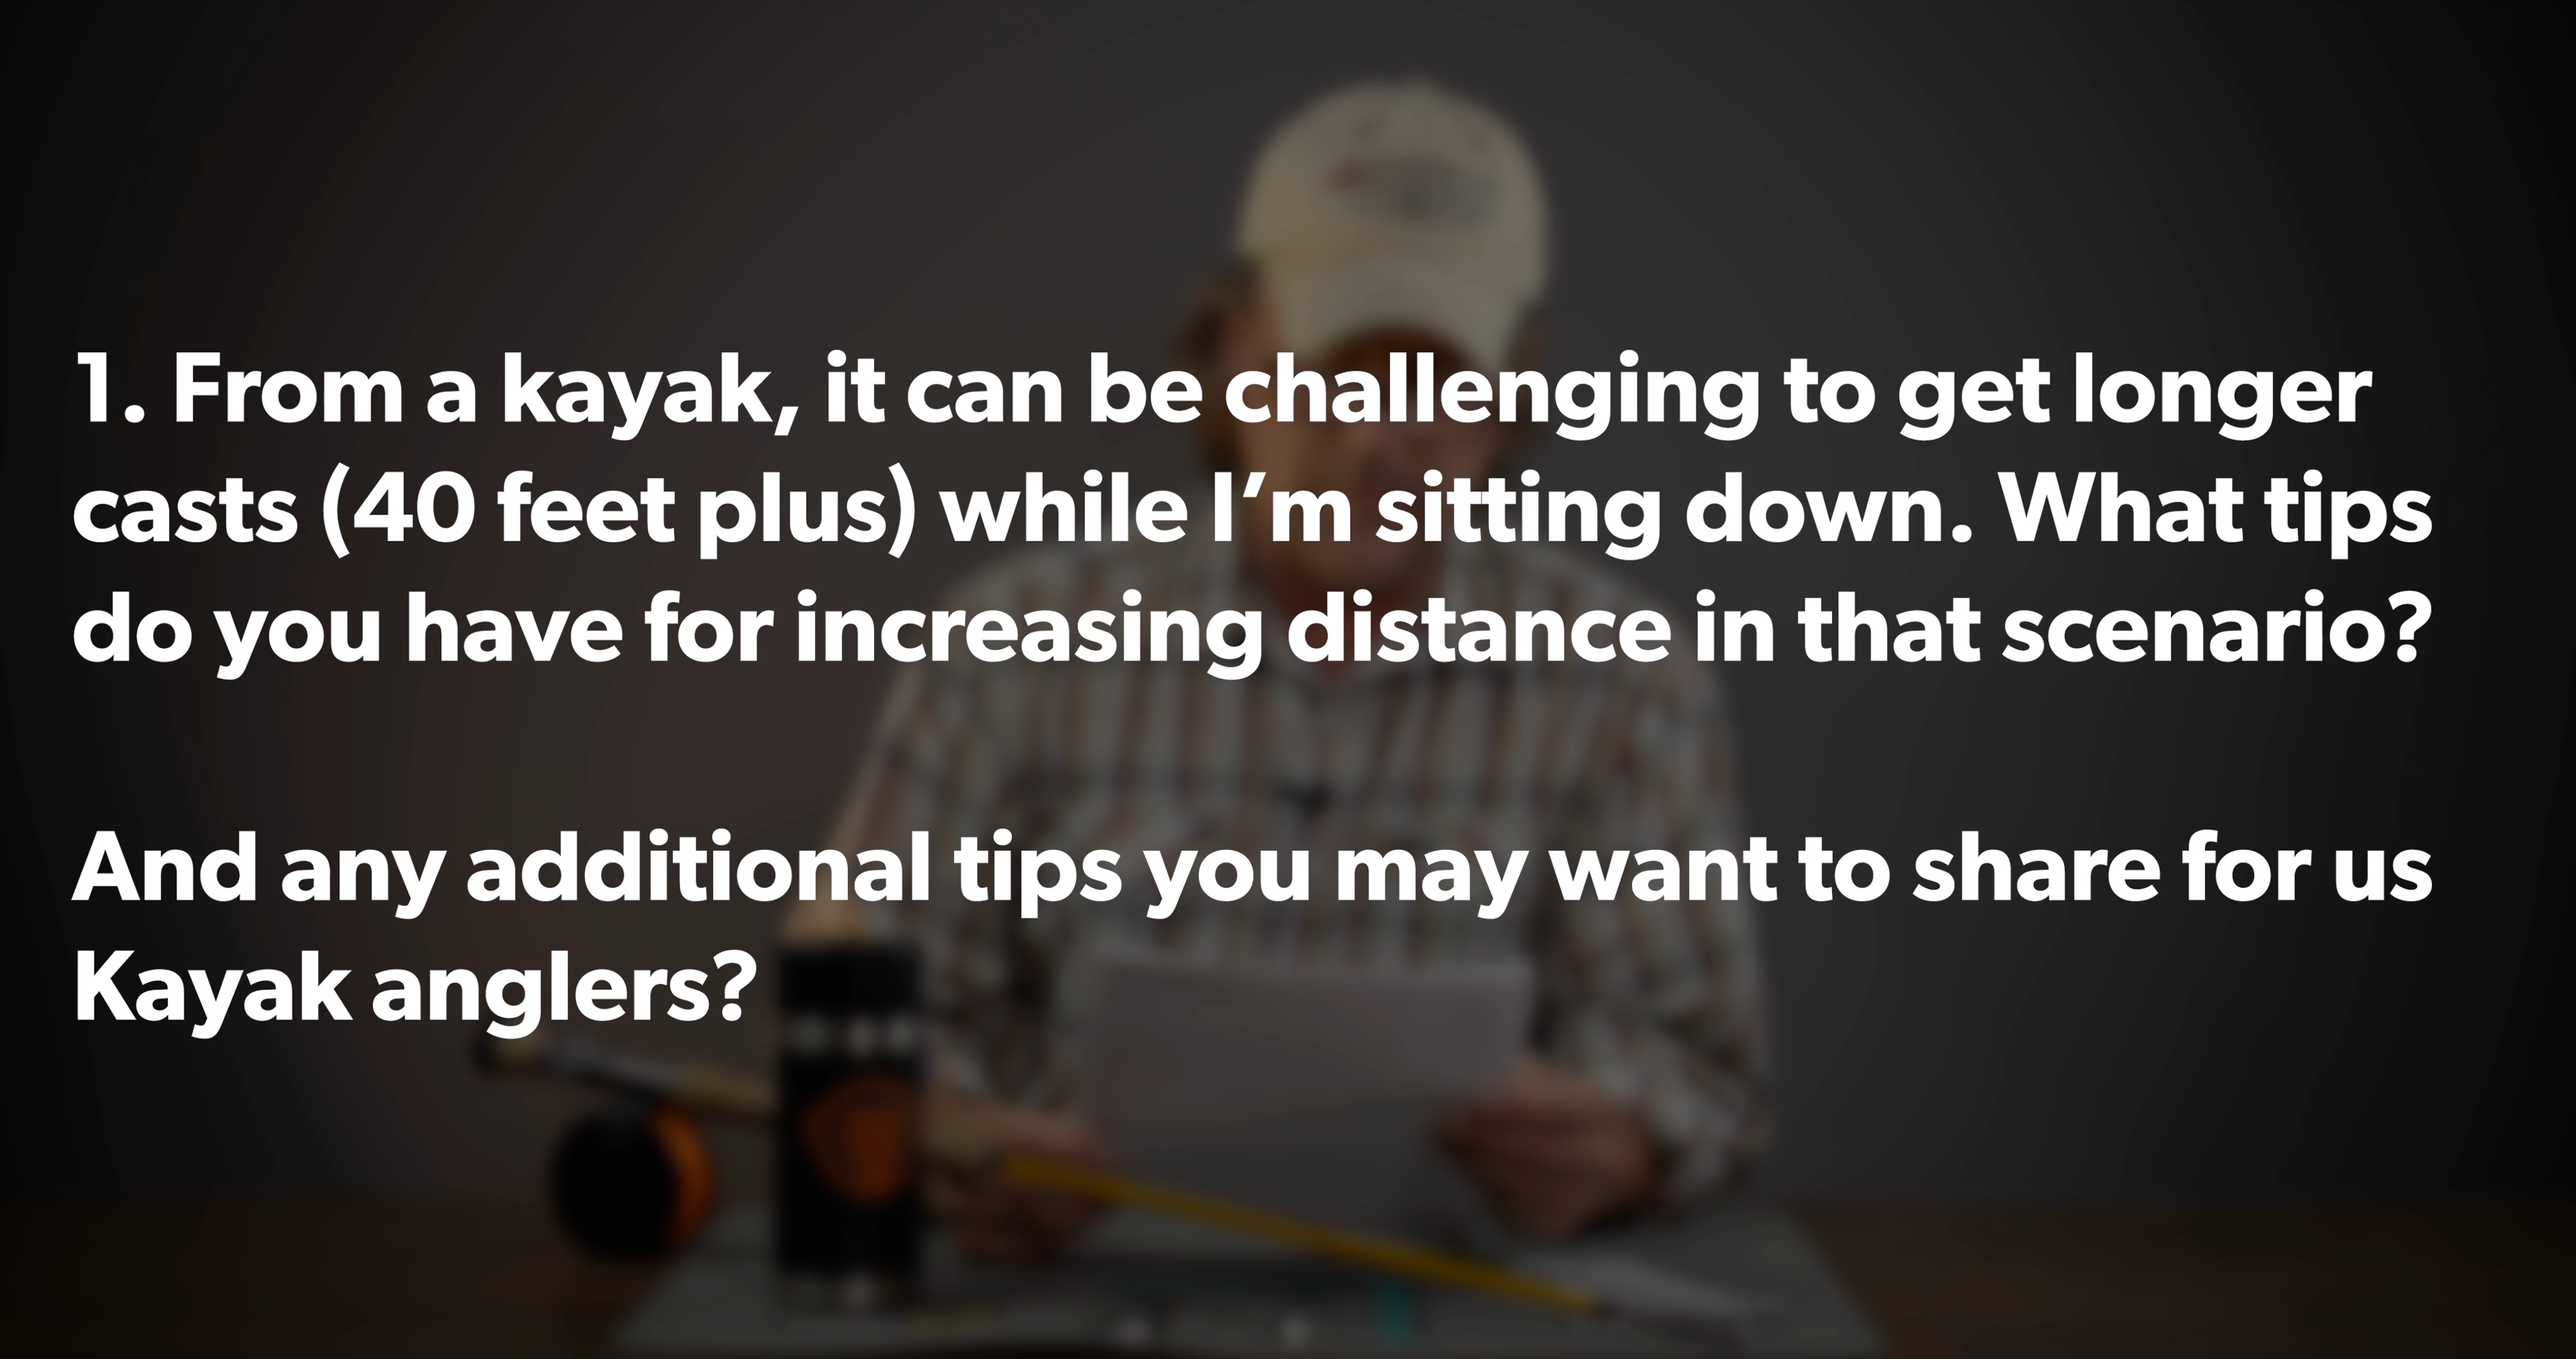 1. From a kayak, it can be challenging to get longer
casts (40 feet plus) while I’m sitting down. What tips
do you have for increasing distance in that scenario?
And any additional tips you may want to share for us
Kayak anglers?